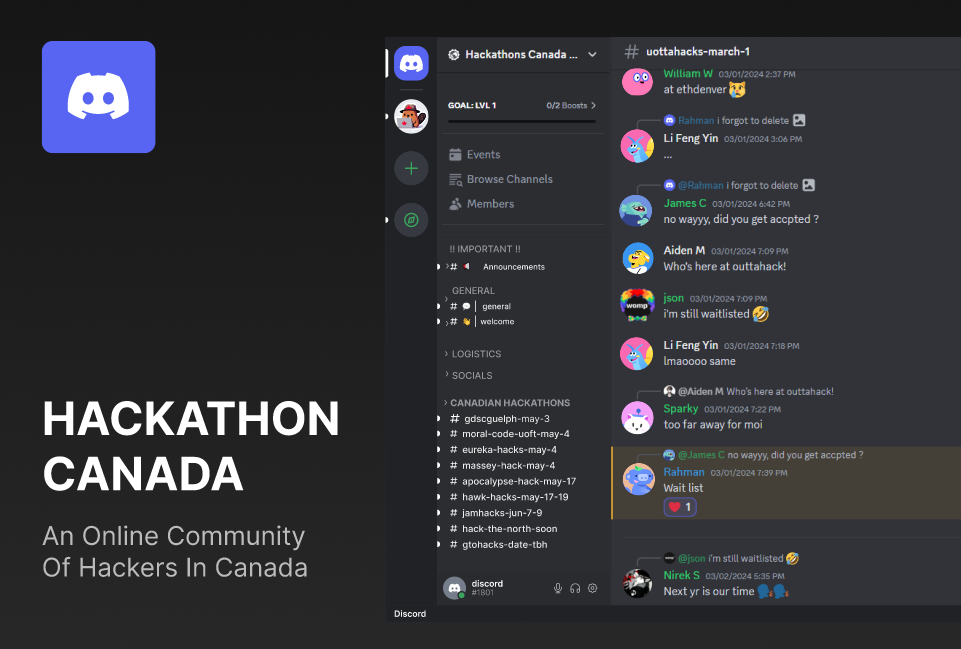 HACKATHON
CANADA
An Online Community
Of Hackers In Canada
Hackathons Canada ...
GOAL: LVL 1
0/2 Boosts
Events
Browse Channels
Members
!! IMPORTANT !!
# Announcements
GENERAL
# general
# welcome
LOGISTICS
SOCIALS
CANADIAN HACKATHONS
# gdscguelph-may-3
# moral-code-uoft-may-4
# eureka-hacks-may-4
# massey-hack-may-4
# apocalypse-hack-may-17
# hawk-hacks-may-17-19
# jamhacks-jun-7-9
# hack-the-north-soon
# gtohacks-date-tbh
discord
#1801
Discord
# uottahacks-march-1
William W 03/01/2024 2:37 PM
at ethdenver😿
Rahman i forgot to delete
Li Feng Yin 03/01/2024 3:06 PM
...
@Rahman i forgot to delete
James C 03/01/2024 6:42 PM
no wayyy, did you get accpted ?
Aiden M 03/01/2024 7:09 PM
Who's here at outtahack!
json 03/01/2024 7:09 PM
womp
i'm still waitlisted 🤣
Li Feng Yin 03/01/2024 7:18 PM
lmaoooo same
@Aiden M Who's here at outtahack!
Sparky 03/01/2024 7:22 PM
too far away for moi
@James C no wayyy, did you get accpted ?
Rahman 03/01/2024 7:39 PM
Wait list
❤️ 1
@json i'm still waitlisted 🤣
Nirek S 03/02/2024 5:35 PM
Next yr is our time 🗣️🗣️